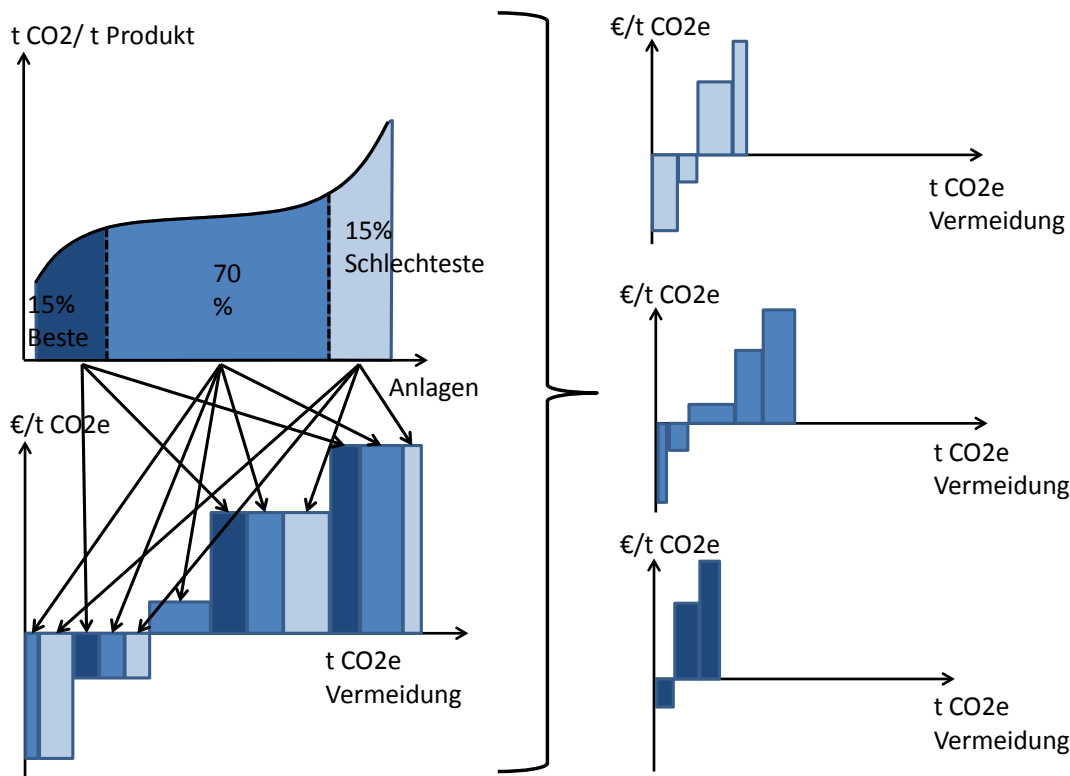 t CO2/ t Produkt
15%
Beste
70
%
15%
Schlechteste
Anlagen
€/t CO2e
t CO2e
Vermeidung
€/t CO2e
t CO2e
Vermeidung
€/t CO2e
t CO2e
Vermeidung
€/t CO2e
t CO2e
Vermeidung